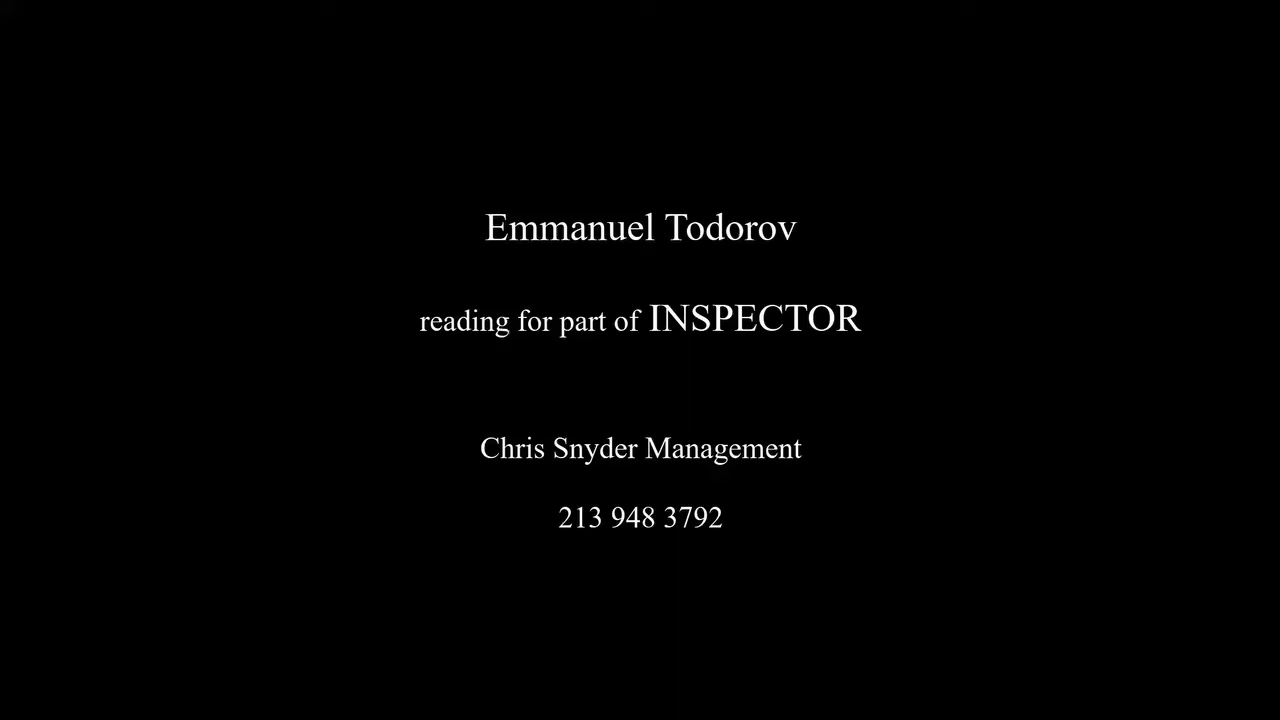 Emmanuel Todorov
reading for part of INSPECTOR
Chris Snyder Management
213 948 3792